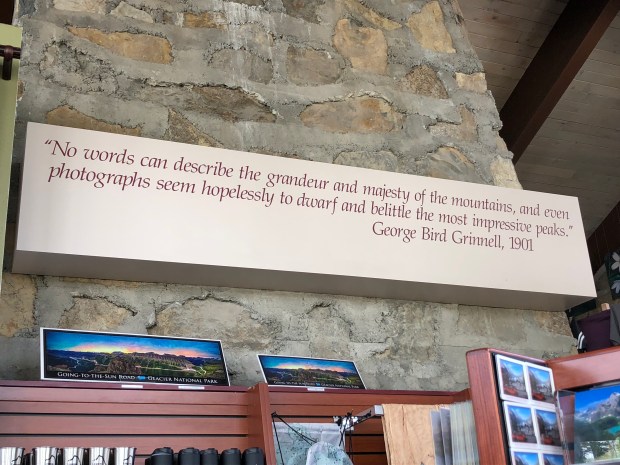 “No words can describe the grandeur and majesty of the mountains, and even
photographs seem hopelessly to dwarf and belittle the most impressive peaks.”
George Bird Grinnell, 1901
GOING-TO-THE-SUN ROAD GLACIER NATIONAL PARK